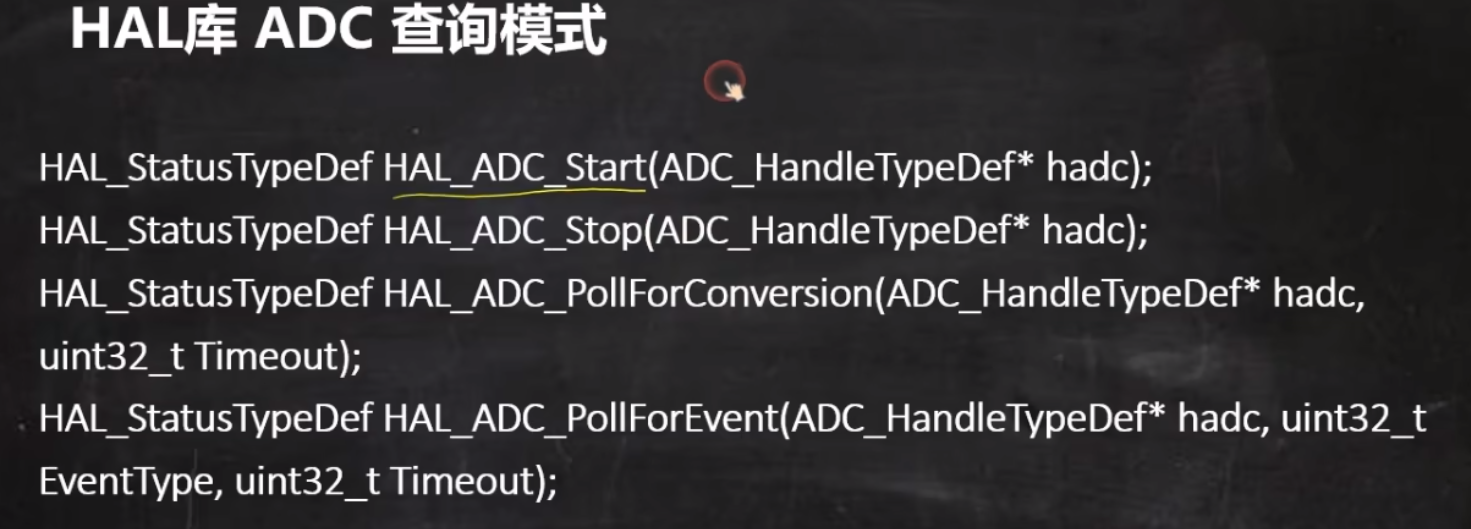 HAL库 ADC 查询模式
HAL_StatusTypeDef HAL_ADC_Start(ADC_HandleTypeDef* hadc);
HAL_StatusTypeDef HAL_ADC_Stop(ADC_HandleTypeDef* hadc);
HAL_StatusTypeDef HAL_ADC_PollForConversion(ADC_HandleTypeDef* hadc,
uint32_t Timeout);
HAL_StatusTypeDef HAL_ADC_PollForEvent(ADC_HandleTypeDef* hadc, uint32_t
EventType, uint32_t Timeout);